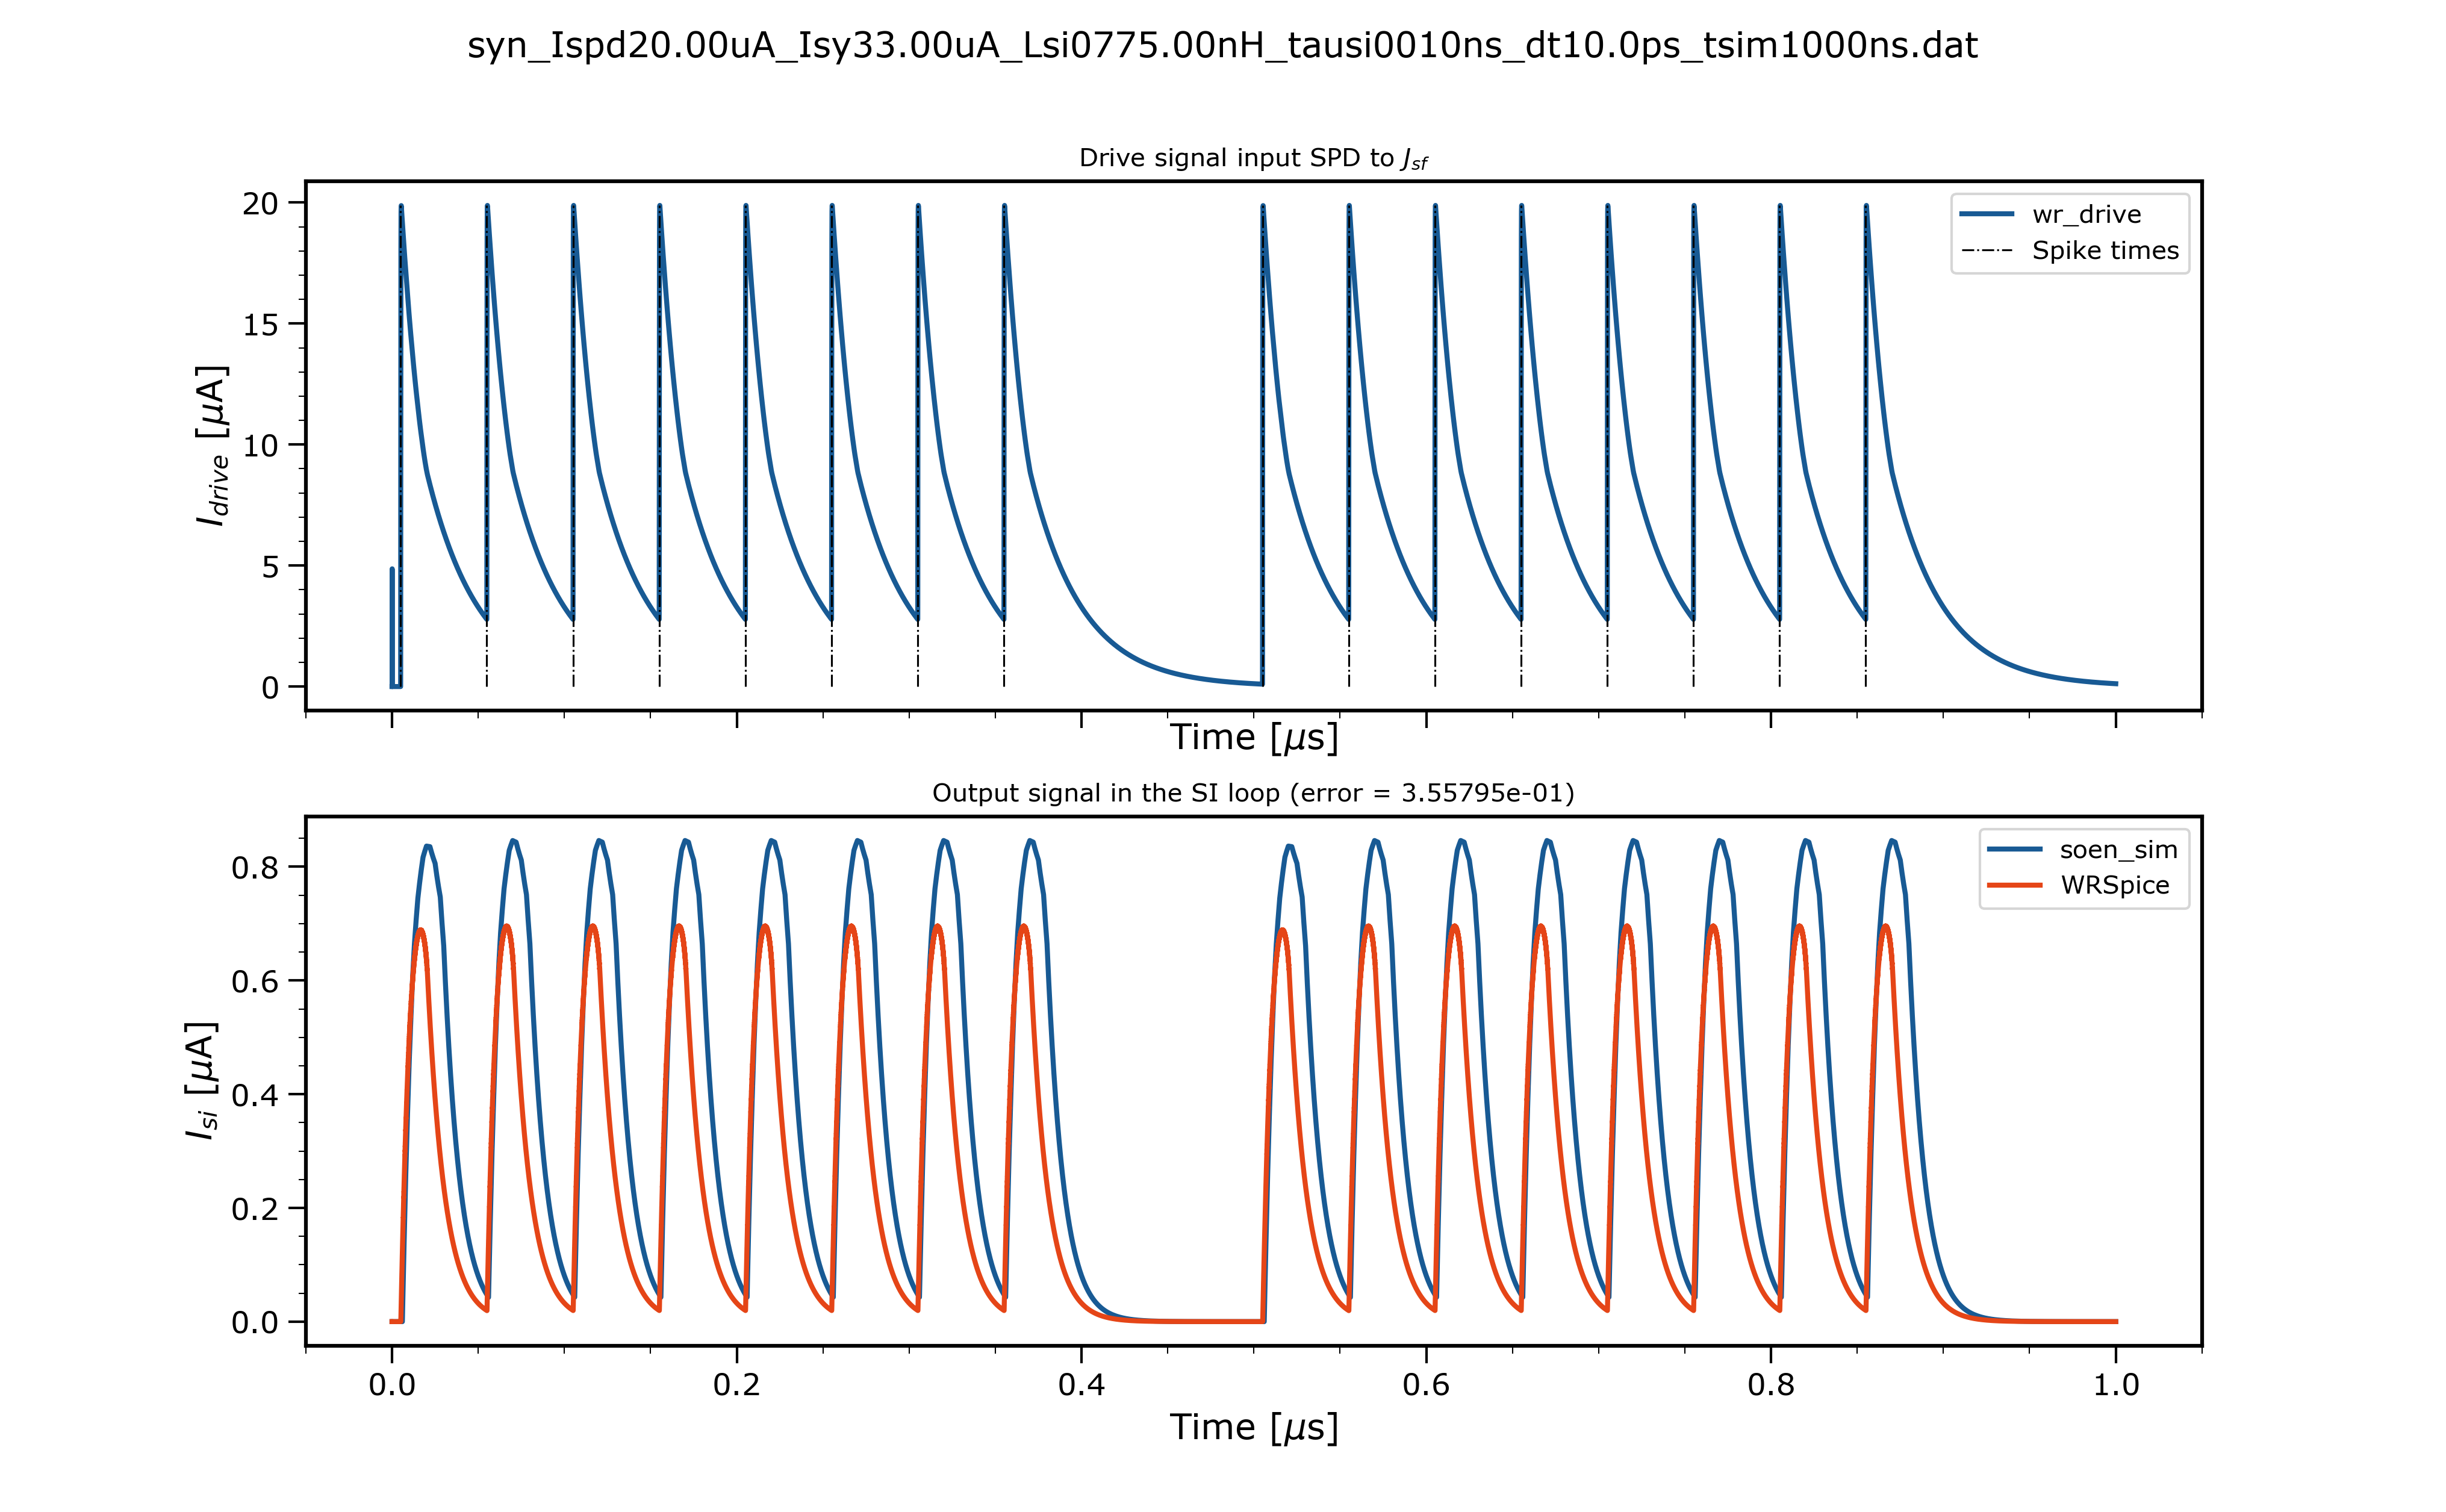 syn_Ispd20.00uA_Isy33.00uA_Lsi0775.00nH_tausi0010ns_dt10.0ps_tsim1000ns.dat
Drive signal input SPD to J_sf
20
15
10
5
0
I_drive [μA]
wr_drive
Spike times
Time [μs]
Output signal in the SI loop (error = 3.55795e-01)
0.8
0.6
0.4
0.2
0.0
I_si [μA]
soen_sim
WRSpice
0.0 0.2 0.4 0.6 0.8 1.0
Time [μs]